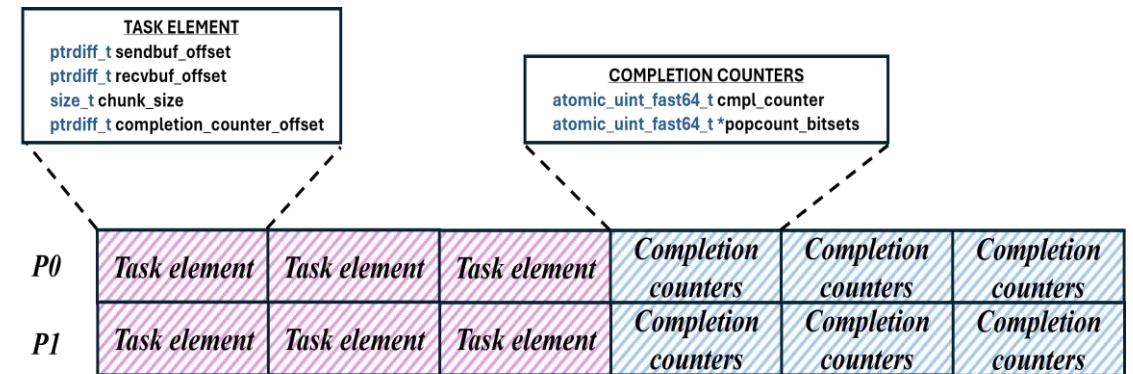 TASK ELEMENT
ptrdiff_t sendbuf_offset
ptrdiff_t recvbuf_offset
size_t chunk_size
ptrdiff_t completion_counter_offset
COMPLETION COUNTERS
atomic_uint_fast64_t cmpl_counter
atomic_uint_fast64_t *popcount_bitsets
P0
Task element
Task element
Task element
Completion
counters
Completion
counters
Completion
counters
P1
Task element
Task element
Task element
Completion
counters
Completion
counters
Completion
counters